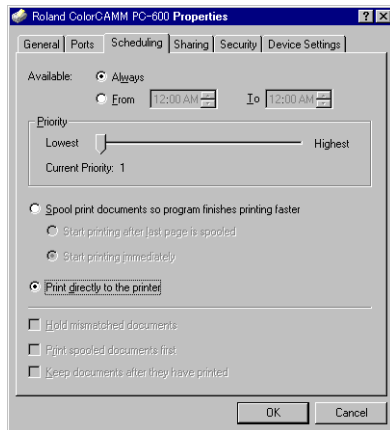 Roland ColorCAMM PC-600 Properties
General Ports Scheduling Sharing Security Device Settings
Available: Always
From 12:00 AM To 12:00 AM
Priority
Lowest Highest
Current Priority: 1
Spool print documents so program finishes printing faster
Start printing after last page is spooled
Start printing immediately
Print directly to the printer
Hold mismatched documents
Print spooled documents first
Keep documents after they have printed
OK Cancel